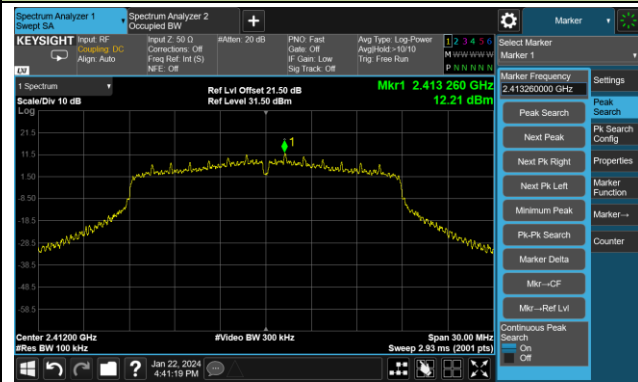 Spectrum Analyzer 1
Swept SA
Spectrum Analyzer 2
Occupied BW
+
Marker
KEYSIGHT
Input: RF
Coupling: DC
Align: Auto
Input Z: 50 Ω
Corrections: Off
Freq Ref: Int (S)
NFE: Off
#Atten: 20 dB
PNO: Fast
Gate: Off
IF Gain: Low
Sig Track: Off
Avg Type: Log-Power
Avg|Hold:>10/10
Trig: Free Run
1 2 3 4 5 6
M W W W W W
P N N N N N
Select Marker
Marker 1
LXI
1 Spectrum
Scale/Div 10 dB
Log
Ref Lvl Offset 21.50 dB
Ref Level 31.50 dBm
Mkr1 2.413 260 GHz
12.21 dBm
21.5
11.5
1.50
-8.50
-18.5
-28.5
-38.5
-48.5
-58.5
1
Center 2.41200 GHz
#Res BW 100 kHz
#Video BW 300 kHz
Span 30.00 MHz
Sweep 2.93 ms (2001 pts)
Marker Frequency
2.413260000 GHz
Peak Search
Next Peak
Next Pk Right
Next Pk Left
Minimum Peak
Pk-Pk Search
Marker Delta
Mkr→CF
Mkr→Ref Lvl
Continuous Peak
Search
On
Off
Settings
Peak
Search
Pk Search
Config
Properties
Marker
Function
Marker→
Counter
?
Jan 22, 2024
4:41:19 PM